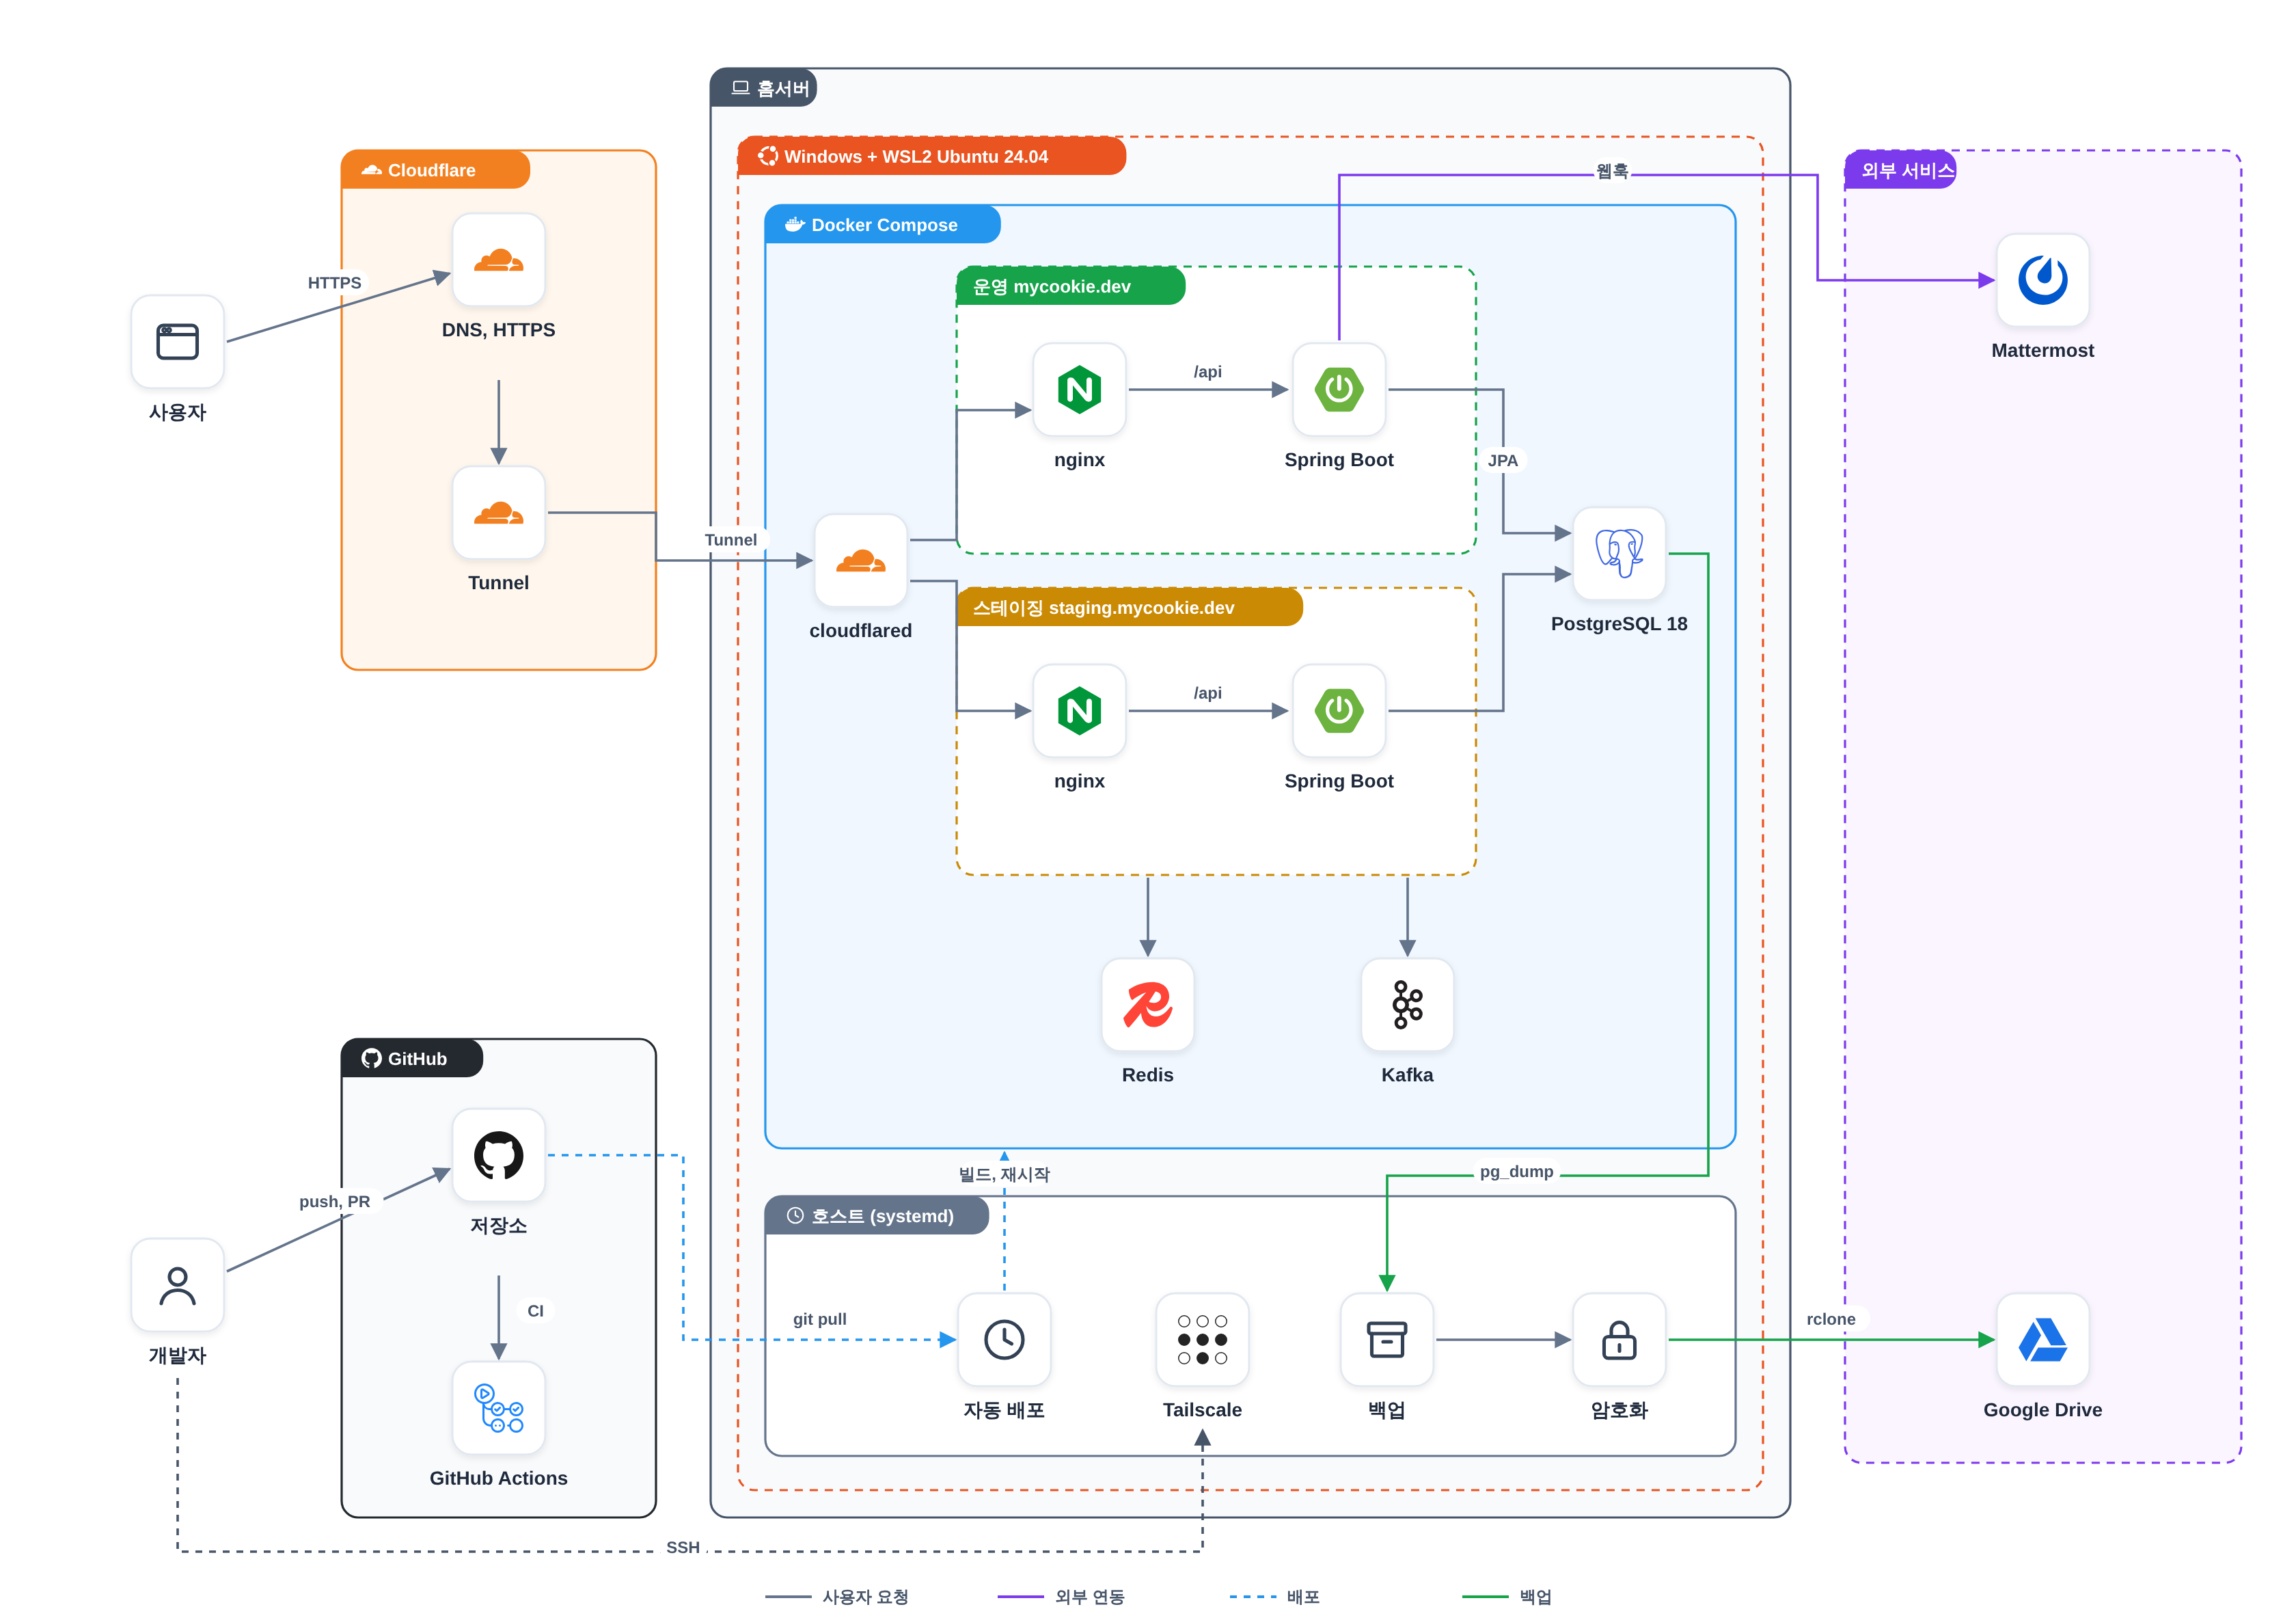 홈서버
Windows + WSL2 Ubuntu 24.04
Cloudflare
외부 서비스
웹훅
Docker Compose
HTTPS
DNS, HTTPS
운영 mycookie.dev
Mattermost
사용자
/api
nginx
Spring Boot
JPA
Tunnel
Tunnel
cloudflared
스테이징 staging.mycookie.dev
PostgreSQL 18
/api
nginx
Spring Boot
Redis
Kafka
GitHub
빌드, 재시작
pg_dump
push, PR
저장소
호스트 (systemd)
CI
git pull
rclone
개발자
자동 배포
Tailscale
백업
암호화
Google Drive
GitHub Actions
SSH
사용자 요청
외부 연동
배포
백업